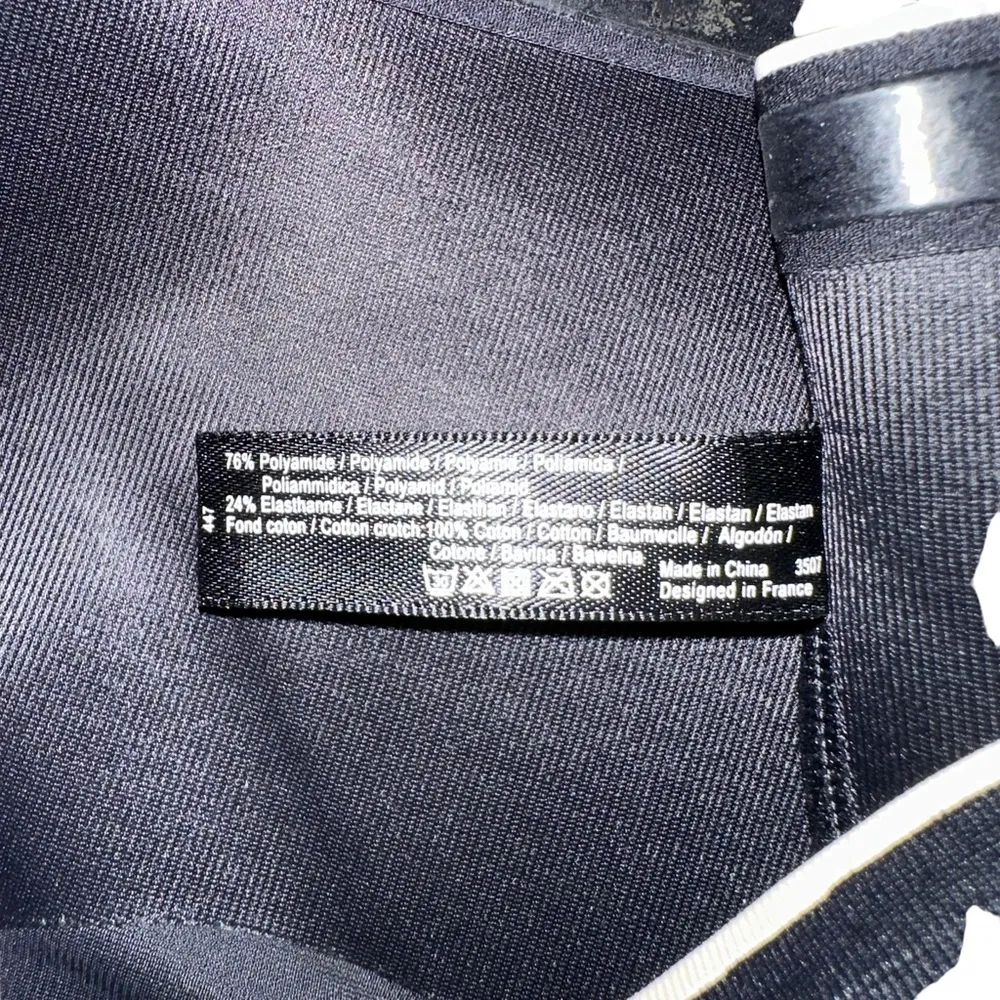 76% Polyamide / Polyamide / Polyamid / Poliamida /
Poliammidica / Polyamid / Poliamid
24% Elasthanne / Elastane / Elasthan / Elastano / Elastan / Elastan / Elastan
Fond coton / Cotton crotch 100% Coton / Cotton / Baumwolle / Algodón /
Cotone / Bavlna / Bawelna
447
30
Made in China 3507
Designed in France